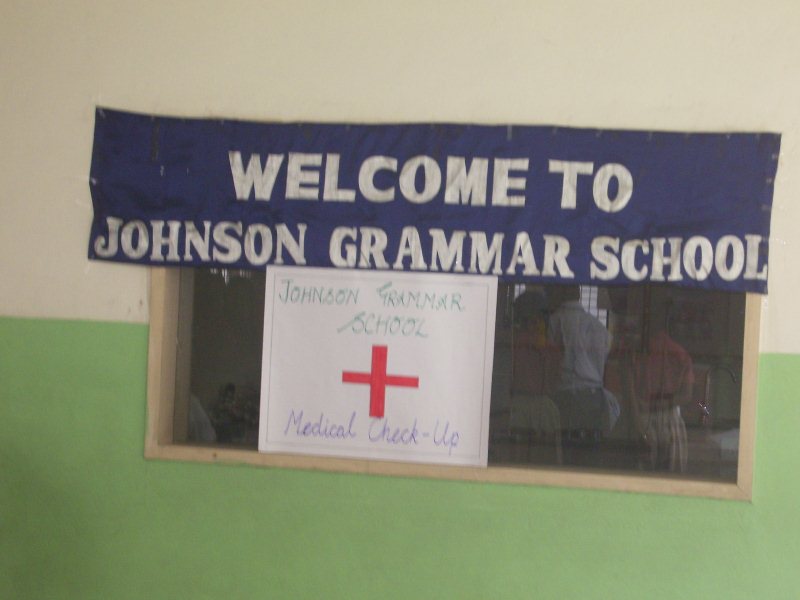 WELCOME TO
JOHNSON GRAMMAR SCHOOL
JOHNSON GRAMMAR
SCHOOL
Medical Check-Up